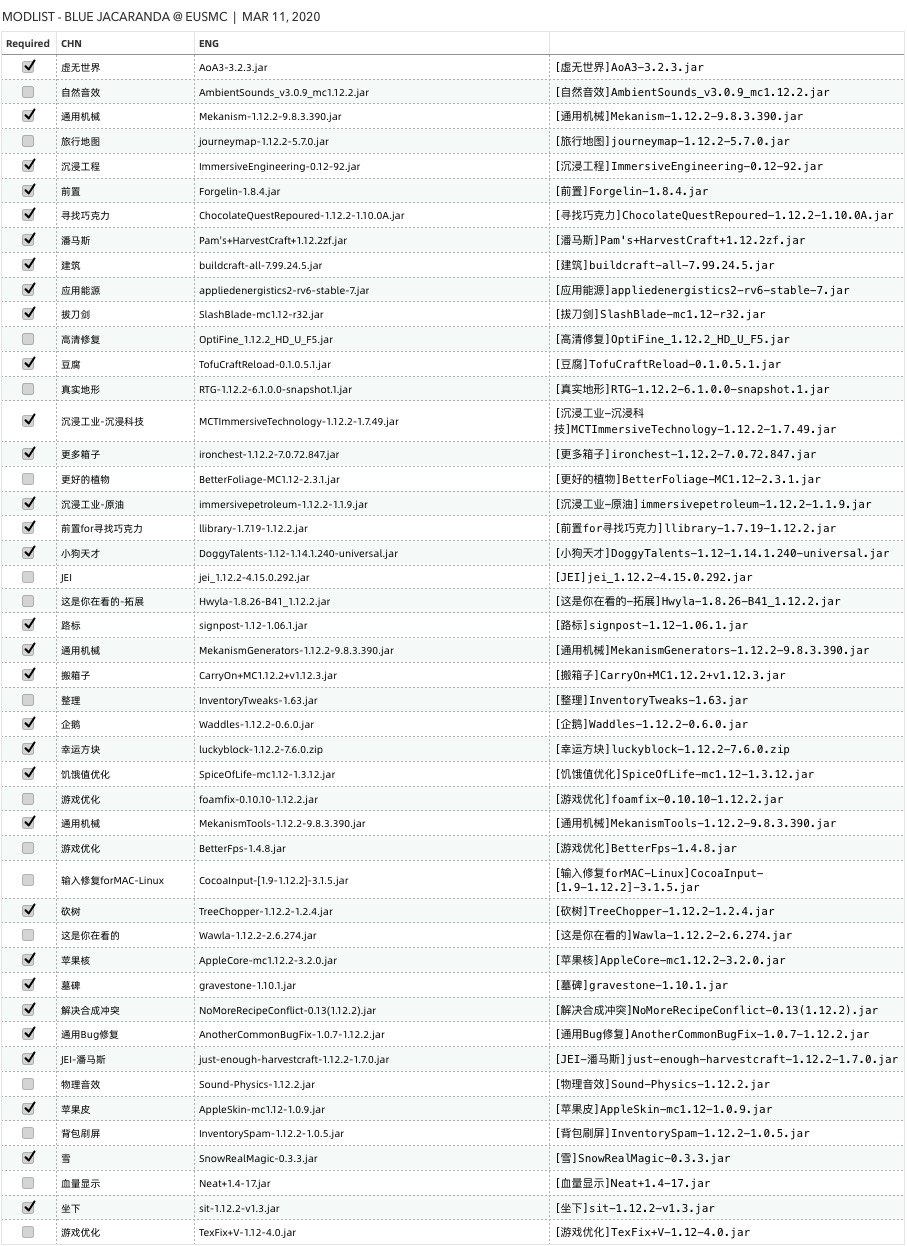 MODLIST - BLUE JACARANDA @ EUSMC | MAR 11, 2020
Required CHN ENG
虚无世界 AoA3-3.2.3.jar [虚无世界]AoA3-3.2.3.jar
自然音效 AmbientSounds_v3.0.9_mc1.12.2.jar [自然音效]AmbientSounds_v3.0.9_mc1.12.2.jar
通用机械 Mekanism-1.12.2-9.8.3.390.jar [通用机械]Mekanism-1.12.2-9.8.3.390.jar
旅行地图 journeymap-1.12.2-5.7.0.jar [旅行地图]journeymap-1.12.2-5.7.0.jar
沉浸工程 ImmersiveEngineering-0.12-92.jar [沉浸工程]ImmersiveEngineering-0.12-92.jar
前置 Forgelin-1.8.4.jar [前置]Forgelin-1.8.4.jar
寻找巧克力 ChocolateQuestRepoured-1.12.2-1.10.0A.jar [寻找巧克力]ChocolateQuestRepoured-1.12.2-1.10.0A.jar
潘马斯 Pam's+HarvestCraft+1.12.2zf.jar [潘马斯]Pam's+HarvestCraft+1.12.2zf.jar
建筑 buildcraft-all-7.99.24.5.jar [建筑]buildcraft-all-7.99.24.5.jar
应用能源 appliedenergistics2-rv6-stable-7.jar [应用能源]appliedenergistics2-rv6-stable-7.jar
拔刀剑 SlashBlade-mc1.12-r32.jar [拔刀剑]SlashBlade-mc1.12-r32.jar
高清修复 OptiFine_1.12.2_HD_U_F5.jar [高清修复]OptiFine_1.12.2_HD_U_F5.jar
豆腐 TofuCraftReload-0.1.0.5.1.jar [豆腐]TofuCraftReload-0.1.0.5.1.jar
真实地形 RTG-1.12.2-6.1.0.0-snapshot.1.jar [真实地形]RTG-1.12.2-6.1.0.0-snapshot.1.jar
沉浸工业-沉浸科技 MCTImmersiveTechnology-1.12.2-1.7.49.jar [沉浸工业-沉浸科
技]MCTImmersiveTechnology-1.12.2-1.7.49.jar
更多箱子 ironchest-1.12.2-7.0.72.847.jar [更多箱子]ironchest-1.12.2-7.0.72.847.jar
更好的植物 BetterFoliage-MC1.12-2.3.1.jar [更好的植物]BetterFoliage-MC1.12-2.3.1.jar
沉浸工业-原油 immersivepetroleum-1.12.2-1.1.9.jar [沉浸工业-原油]immersivepetroleum-1.12.2-1.1.9.jar
前置for寻找巧克力 llibrary-1.7.19-1.12.2.jar [前置for寻找巧克力]llibrary-1.7.19-1.12.2.jar
小狗天才 DoggyTalents-1.12-1.14.1.240-universal.jar [小狗天才]DoggyTalents-1.12-1.14.1.240-universal.jar
JEI jei_1.12.2-4.15.0.292.jar [JEI]jei_1.12.2-4.15.0.292.jar
这是你在看的-拓展 Hwyla-1.8.26-B41_1.12.2.jar [这是你在看的-拓展]Hwyla-1.8.26-B41_1.12.2.jar
路标 signpost-1.12-1.06.1.jar [路标]signpost-1.12-1.06.1.jar
通用机械 MekanismGenerators-1.12.2-9.8.3.390.jar [通用机械]MekanismGenerators-1.12.2-9.8.3.390.jar
搬箱子 CarryOn+MC1.12.2+v1.12.3.jar [搬箱子]CarryOn+MC1.12.2+v1.12.3.jar
整理 InventoryTweaks-1.63.jar [整理]InventoryTweaks-1.63.jar
企鹅 Waddles-1.12.2-0.6.0.jar [企鹅]Waddles-1.12.2-0.6.0.jar
幸运方块 luckyblock-1.12.2-7.6.0.zip [幸运方块]luckyblock-1.12.2-7.6.0.zip
饥饿值优化 SpiceOfLife-mc1.12-1.3.12.jar [饥饿值优化]SpiceOfLife-mc1.12-1.3.12.jar
游戏优化 foamfix-0.10.10-1.12.2.jar [游戏优化]foamfix-0.10.10-1.12.2.jar
通用机械 MekanismTools-1.12.2-9.8.3.390.jar [通用机械]MekanismTools-1.12.2-9.8.3.390.jar
游戏优化 BetterFps-1.4.8.jar [游戏优化]BetterFps-1.4.8.jar
输入修复forMAC-Linux CocoaInput-[1.9-1.12.2]-3.1.5.jar [输入修复forMAC-Linux]CocoaInput-
[1.9-1.12.2]-3.1.5.jar
砍树 TreeChopper-1.12.2-1.2.4.jar [砍树]TreeChopper-1.12.2-1.2.4.jar
这是你在看的 Wawla-1.12.2-2.6.274.jar [这是你在看的]Wawla-1.12.2-2.6.274.jar
苹果核 AppleCore-mc1.12.2-3.2.0.jar [苹果核]AppleCore-mc1.12.2-3.2.0.jar
墓碑 gravestone-1.10.1.jar [墓碑]gravestone-1.10.1.jar
解决合成冲突 NoMoreRecipeConflict-0.13(1.12.2).jar [解决合成冲突]NoMoreRecipeConflict-0.13(1.12.2).jar
通用Bug修复 AnotherCommonBugFix-1.0.7-1.12.2.jar [通用Bug修复]AnotherCommonBugFix-1.0.7-1.12.2.jar
JEI-潘马斯 just-enough-harvestcraft-1.12.2-1.7.0.jar [JEI-潘马斯]just-enough-harvestcraft-1.12.2-1.7.0.jar
物理音效 Sound-Physics-1.12.2.jar [物理音效]Sound-Physics-1.12.2.jar
苹果皮 AppleSkin-mc1.12-1.0.9.jar [苹果皮]AppleSkin-mc1.12-1.0.9.jar
背包刷屏 InventorySpam-1.12.2-1.0.5.jar [背包刷屏]InventorySpam-1.12.2-1.0.5.jar
雪 SnowRealMagic-0.3.3.jar [雪]SnowRealMagic-0.3.3.jar
血量显示 Neat+1.4-17.jar [血量显示]Neat+1.4-17.jar
坐下 sit-1.12.2-v1.3.jar [坐下]sit-1.12.2-v1.3.jar
游戏优化 TexFix+V-1.12-4.0.jar [游戏优化]TexFix+V-1.12-4.0.jar